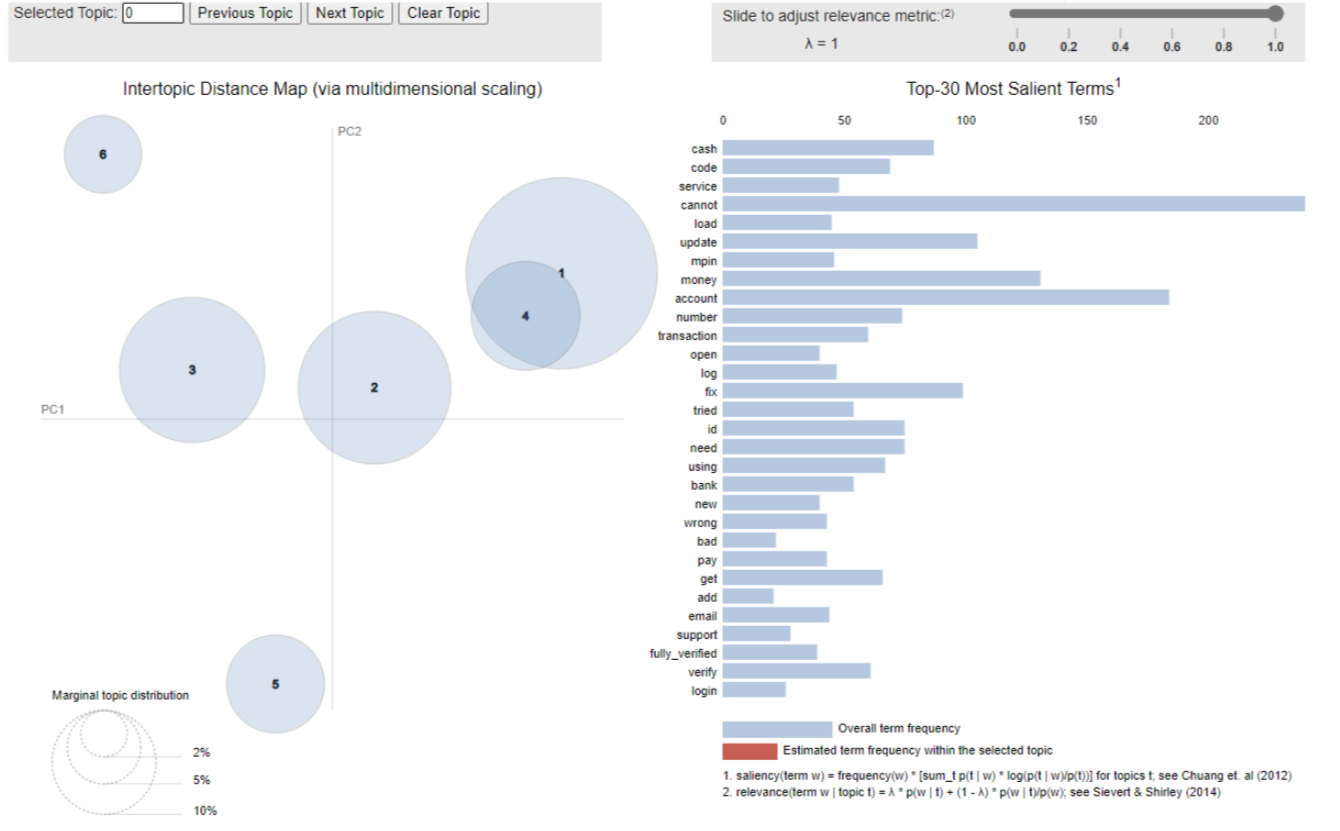 Selected Topic: 0 Previous Topic Next Topic Clear Topic
Slide to adjust relevance metric:(2)
λ = 1
0.0 0.2 0.4 0.6 0.8 1.0
Intertopic Distance Map (via multidimensional scaling)
PC2
PC1
6
1
4
3
2
5
Marginal topic distribution
2%
5%
10%
Top-30 Most Salient Terms1
0 50 100 150 200
cash
code
service
cannot
load
update
mpin
money
account
number
transaction
open
log
fix
tried
id
need
using
bank
new
wrong
bad
pay
get
add
email
support
fully_verified
verify
login
Overall term frequency
Estimated term frequency within the selected topic
1. saliency(term w) = frequency(w) * [sum_t p(t | w) * log(p(t | w)/p(t))] for topics t; see Chuang et. al (2012)
2. relevance(term w | topic t) = λ * p(w | t) + (1 - λ) * p(w | t)/p(w); see Sievert & Shirley (2014)